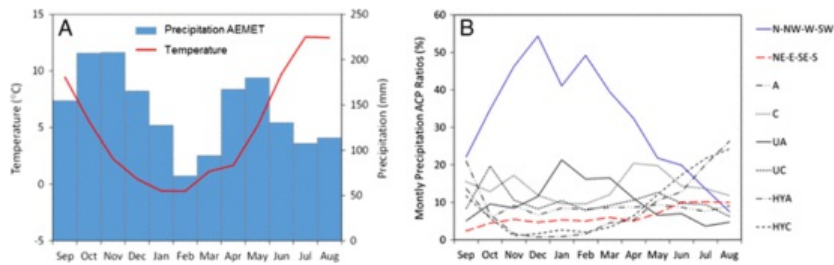 A
Precipitation AEMET
Temperature
Temperature (°C)
15
10
5
0
-5
Precipitation (mm)
250
200
150
100
50
0
Sep Oct Nov Dec Jan Feb Mar Apr May Jun Jul Aug
B
Montly Precipitation ACP Ratios (%)
60
50
40
30
20
10
0
Sep Oct Nov Dec Jan Feb Mar Apr May Jun Jul Aug
N-NW-W-SW
NE-E-SE-S
A
C
UA
UC
HYA
HYC